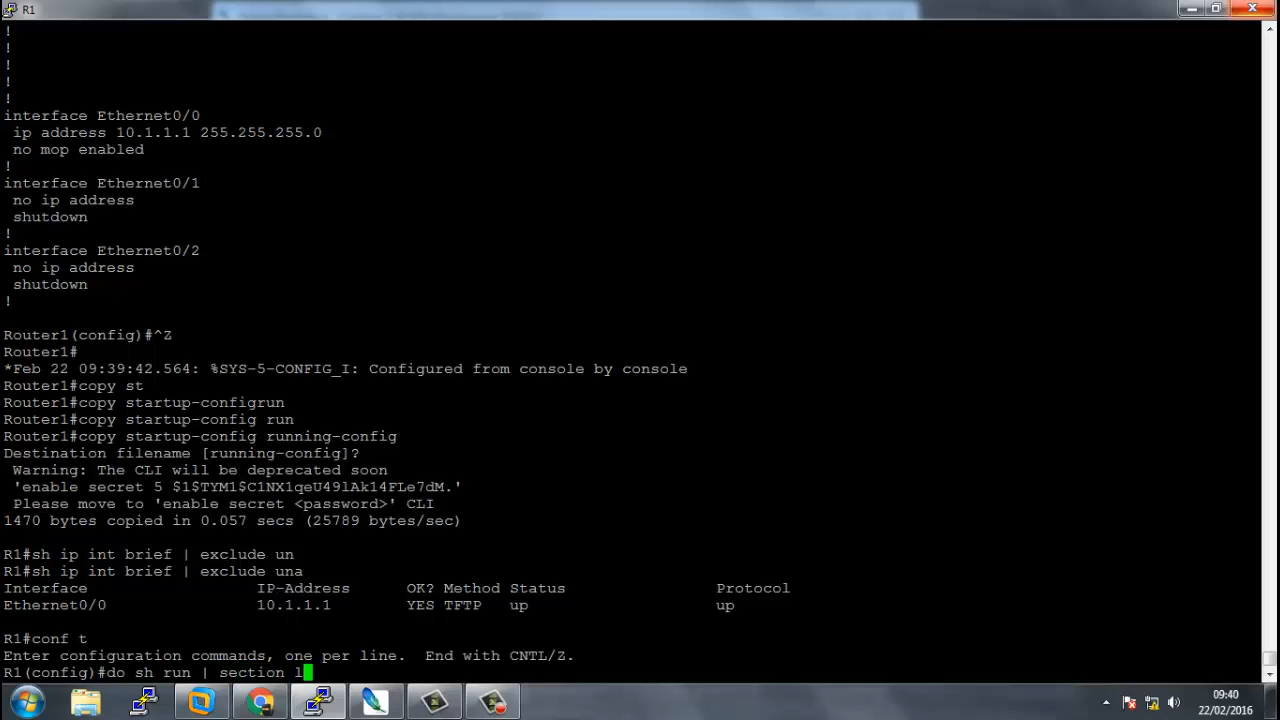 R1
!
!
!
!
!
interface Ethernet0/0
 ip address 10.1.1.1 255.255.255.0
 no mop enabled
!
interface Ethernet0/1
 no ip address
 shutdown
!
interface Ethernet0/2
 no ip address
 shutdown
!
Router1(config)#^Z
Router1#
*Feb 22 09:39:42.564: %SYS-5-CONFIG_I: Configured from console by console
Router1#copy st
Router1#copy startup-configrun
Router1#copy startup-config run
Router1#copy startup-config running-config
Destination filename [running-config]?
 Warning: The CLI will be deprecated soon
 'enable secret 5 $1$TYM1$C1NX1qeU49lAk14FLe7dM.'
 Please move to 'enable secret <password>' CLI
1470 bytes copied in 0.057 secs (25789 bytes/sec)
R1#sh ip int brief | exclude un
R1#sh ip int brief | exclude una
Interface                  IP-Address      OK? Method Status                Protocol
Ethernet0/0                10.1.1.1        YES TFTP   up                    up
R1#conf t
Enter configuration commands, one per line.  End with CNTL/Z.
R1(config)#do sh run | section l
09:40
22/02/2016